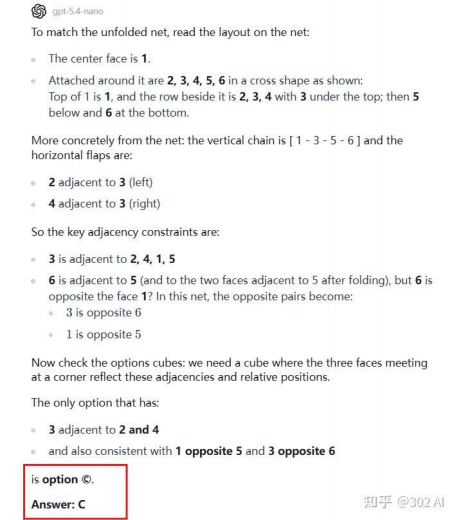 gpt-5.4-nano
To match the unfolded net, read the layout on the net:
The center face is 1.
Attached around it are 2, 3, 4, 5, 6 in a cross shape as shown:
Top of 1 is 1, and the row beside it is 2, 3, 4 with 3 under the top; then 5
below and 6 at the bottom.
More concretely from the net: the vertical chain is [ 1 - 3 - 5 - 6 ] and the
horizontal flaps are:
2 adjacent to 3 (left)
4 adjacent to 3 (right)
So the key adjacency constraints are:
3 is adjacent to 2, 4, 1, 5
6 is adjacent to 5 (and to the two faces adjacent to 5 after folding), but 6 is
opposite the face 1? In this net, the opposite pairs become:
3 is opposite 6
1 is opposite 5
Now check the options cubes: we need a cube where the three faces meeting
at a corner reflect these adjacencies and relative positions.
The only option that has:
3 adjacent to 2 and 4
and also consistent with 1 opposite 5 and 3 opposite 6
is option ©.
Answer: C
知乎 @302 AI